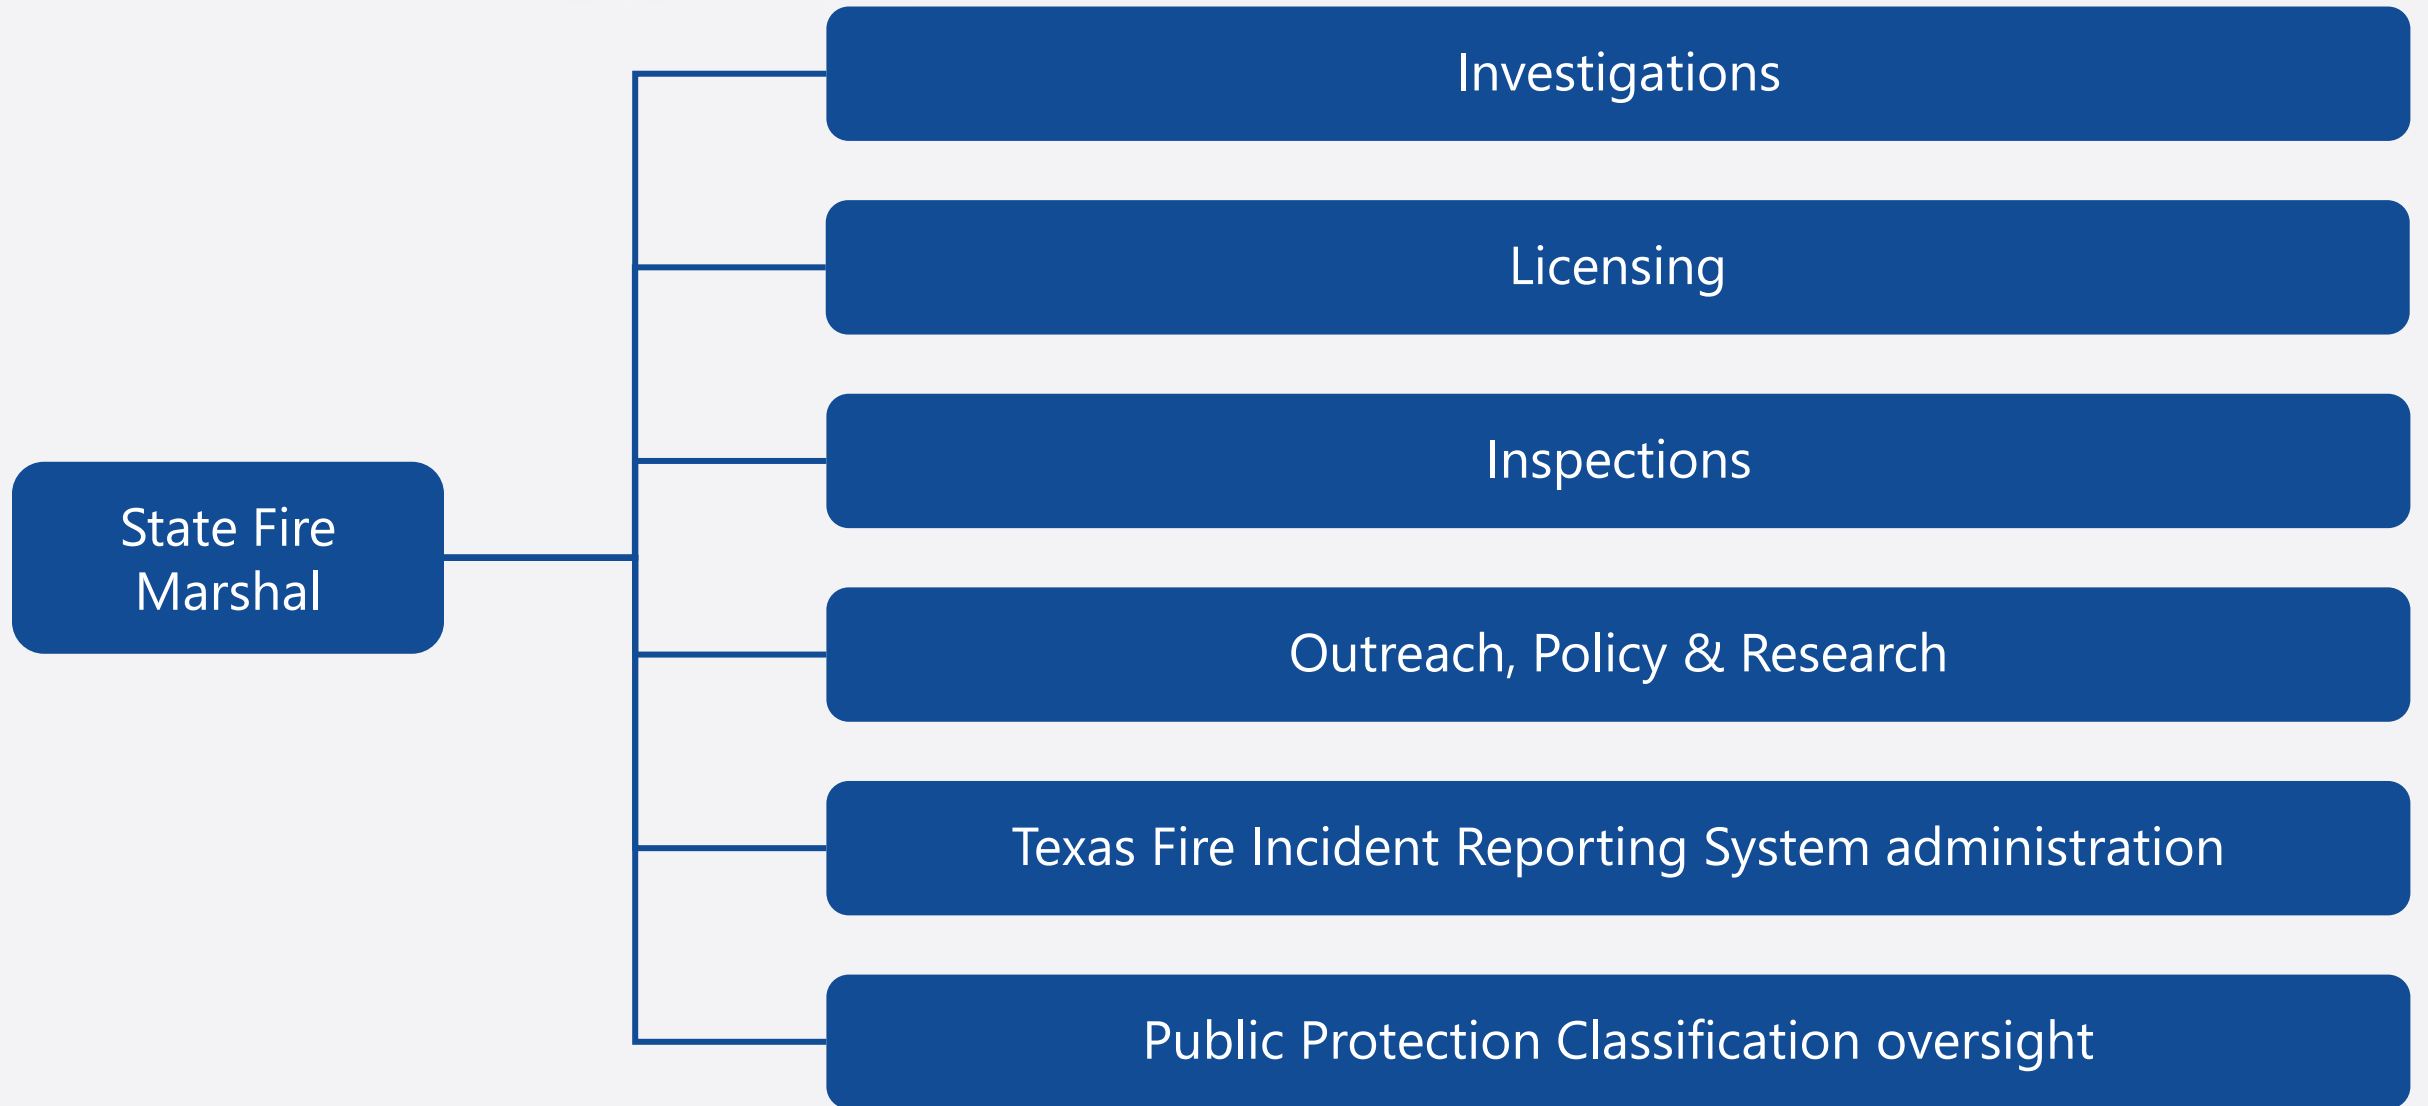 State Fire
Marshal
Investigations
Licensing
Inspections
Outreach, Policy & Research
Texas Fire Incident Reporting System administration
Public Protection Classification oversight